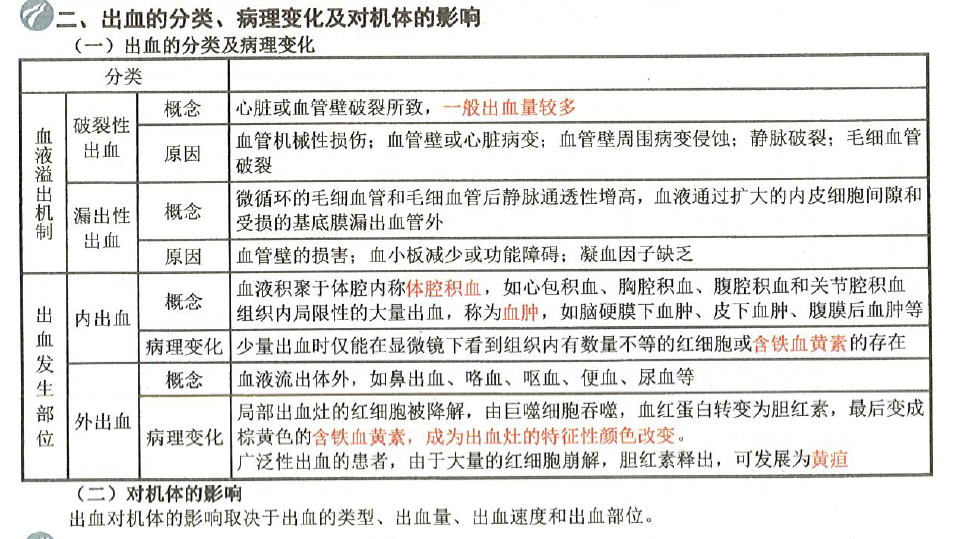 二、出血的分类、病理变化及对机体的影响
（一）出血的分类及病理变化
分类
血液溢出机制
破裂性出血
概念
心脏或血管壁破裂所致，一般出血量较多
原因
血管机械性损伤；血管壁或心脏病变；血管壁周围病变侵蚀；静脉破裂；毛细血管
破裂
漏出性出血
概念
微循环的毛细血管和毛细血管后静脉通透性增高，血液通过扩大的内皮细胞间隙和
受损的基底膜漏出血管外
原因
血管壁的损害；血小板减少或功能障碍；凝血因子缺乏
出血发生部位
内出血
概念
血液积聚于体腔内称体腔积血，如心包积血、胸腔积血、腹腔积血和关节腔积血
组织内局限性的大量出血，称为血肿，如脑硬膜下血肿、皮下血肿、腹膜后血肿等
病理变化
少量出血时仅能在显微镜下看到组织内有数量不等的红细胞或含铁血黄素的存在
外出血
概念
血液流出体外，如鼻出血、咯血、呕血、便血、尿血等
病理变化
局部出血灶的红细胞被降解，由巨噬细胞吞噬，血红蛋白转变为胆红素，最后变成
棕黄色的含铁血黄素，成为出血灶的特征性颜色改变。
广泛性出血的患者，由于大量的红细胞崩解，胆红素释出，可发展为黄疸
（二）对机体的影响
出血对机体的影响取决于出血的类型、出血量、出血速度和出血部位。